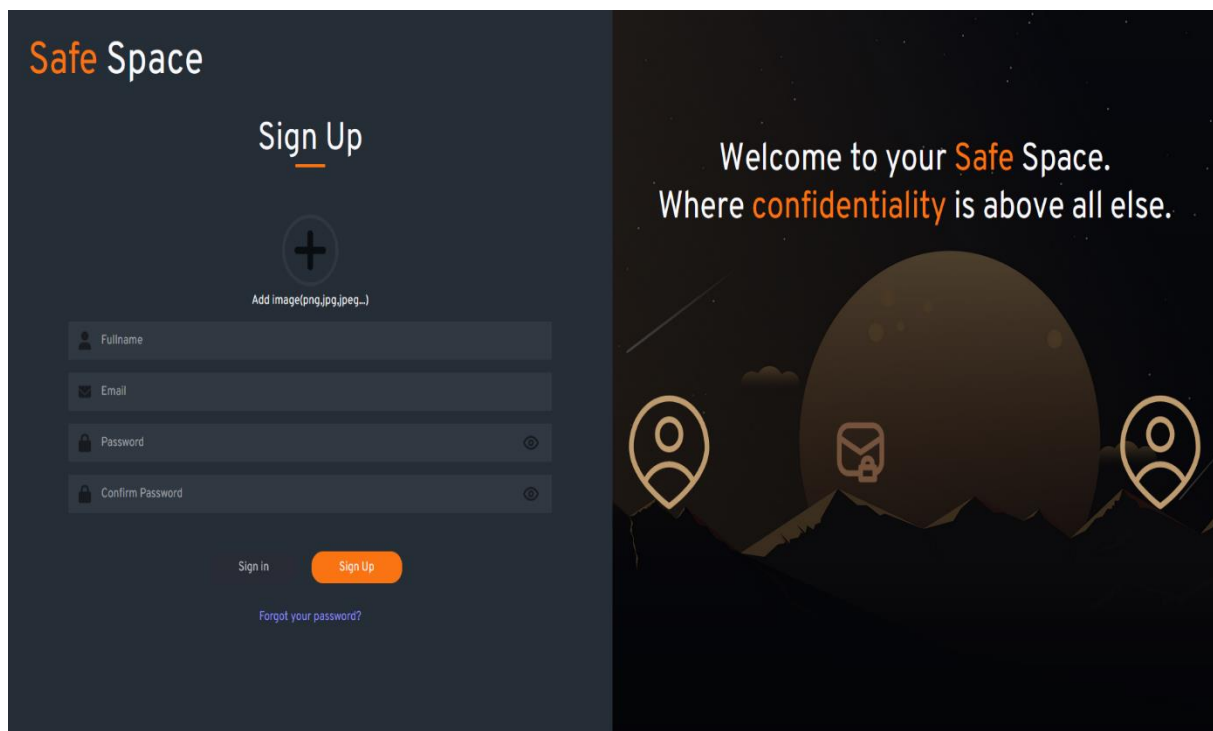 Safe Space
Sign Up
Add image(png,jpg,jpeg...)
Fullname
Email
Password
Confirm Password
Sign in
Sign Up
Forgot your password?
Welcome to your Safe Space.
Where confidentiality is above all else.